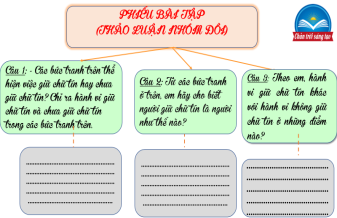 PHIẾU BÀI TẬP
(THẢO LUẬN NHÓM ĐÔI)
Chân trời sáng tạo
Câu 1: - Các bức tranh trên thể
hiện việc giữ chữ tín hay chưa
giữ chữ tín? Chỉ ra hành vi giữ
chữ tín và chưa giữ chữ tín
trong các bức tranh trên.
Câu 2: Từ các bức tranh
ở trên, em hãy cho biết
người giữ chữ tín là người
như thế nào?
Câu 3: Theo em, hành
vi giữ chữ tín khác
với hành vi không giữ
chữ tín ở những điểm
nào?